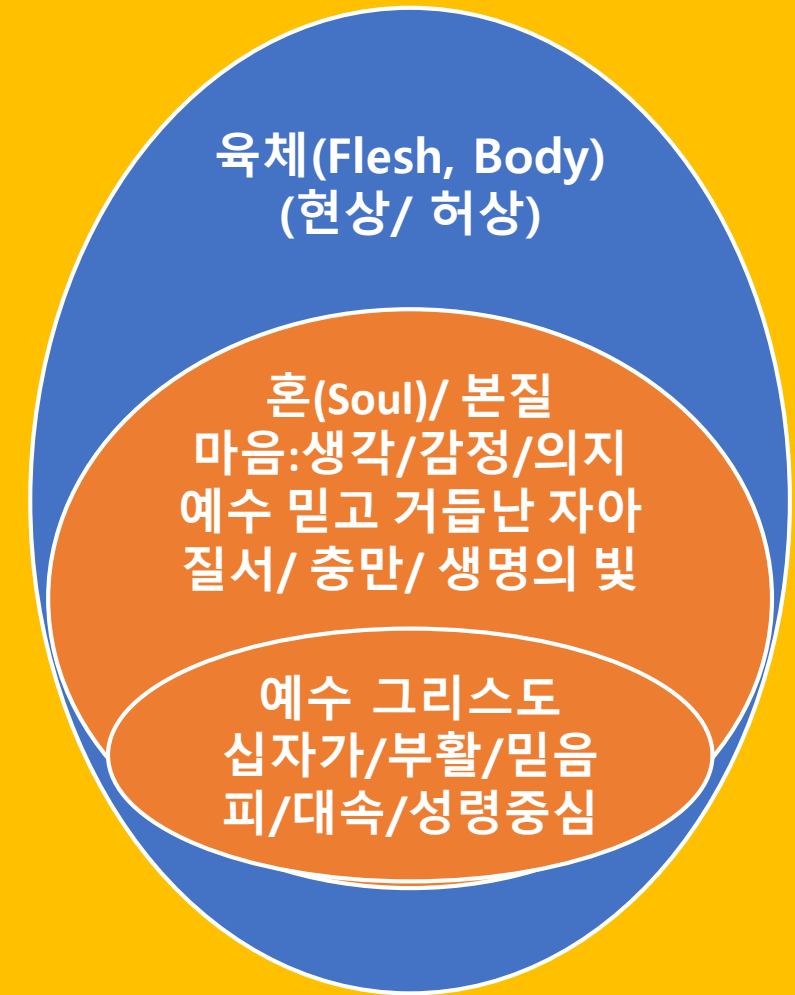 육체(Flesh, Body)
(현상/ 허상)
혼(Soul)/ 본질
마음:생각/감정/의지
예수 믿고 거듭난 자아
질서/ 충만/ 생명의 빛
예수 그리스도
십자가/부활/믿음
피/대속/성령중심